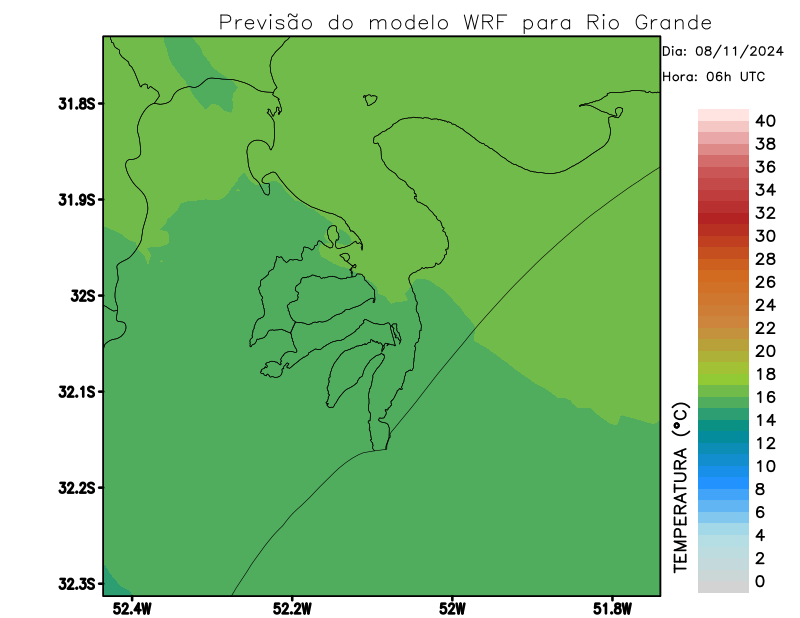 Previsão do modelo WRF para Rio Grande
Dia: 08/11/2024
Hora: 06h UTC
31.8S
31.9S
32S
32.1S
32.2S
32.3S
52.4W
52.2W
52W
51.8W
TEMPERATURA (°C)
40
38
36
34
32
30
28
26
24
22
20
18
16
14
12
10
8
6
4
2
0